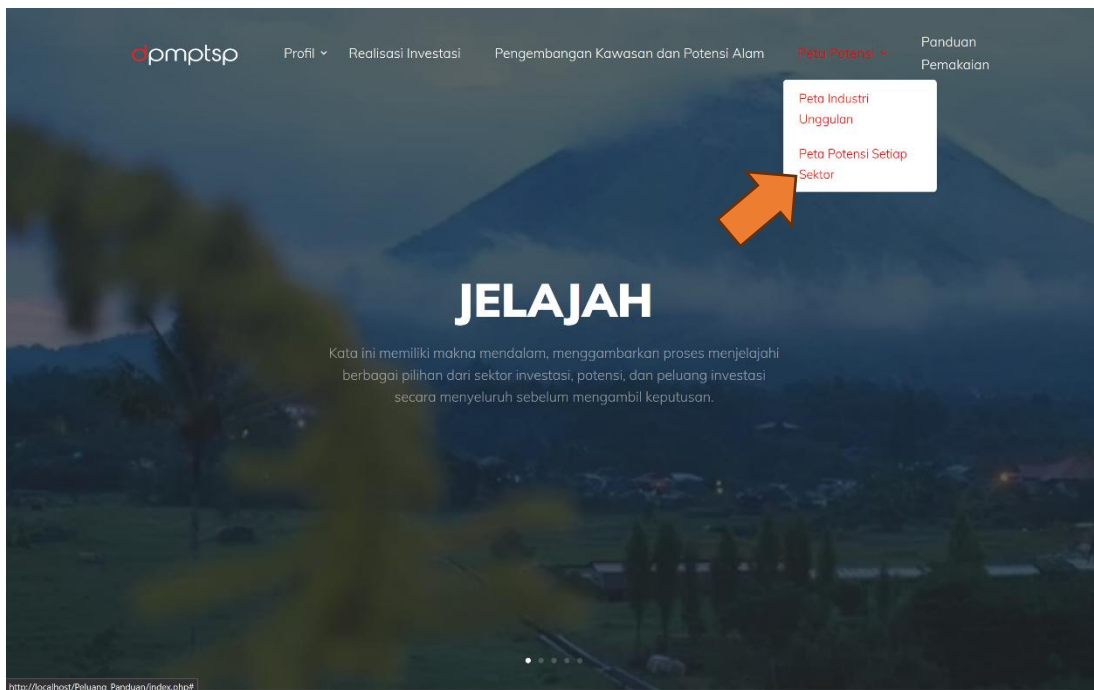 dpmptsp
Profil
Realisasi Investasi
Pengembangan Kawasan dan Potensi Alam
Peta Potensi
Panduan
Pemakaian
Peta Industri
Unggulan
Peta Potensi Setiap
Sektor
JELAJAH
Kata ini memiliki makna mendalam, menggambarkan proses menjelajahi
berbagai pilihan dari sektor investasi, potensi, dan peluang investasi
secara menyeluruh sebelum mengambil keputusan.
http://localhost/Peluang_Panduan/index.php#